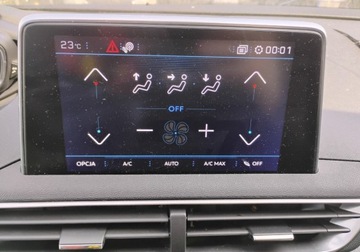 23°C 00:01
OFF
OPCJA A/C AUTO A/C MAX OFF